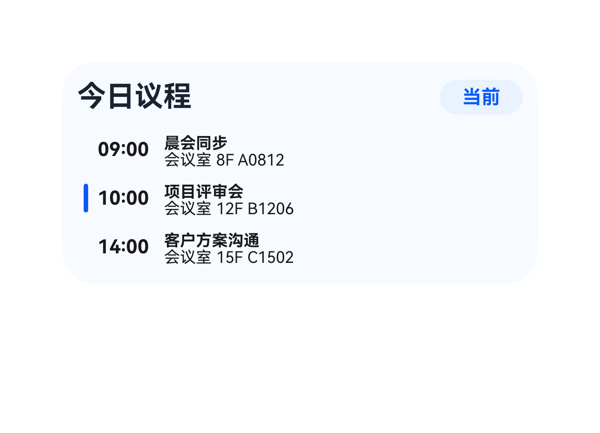 今日议程
当前
09:00
晨会同步
会议室 8F A0812
10:00
项目评审会
会议室 12F B1206
14:00
客户方案沟通
会议室 15F C1502